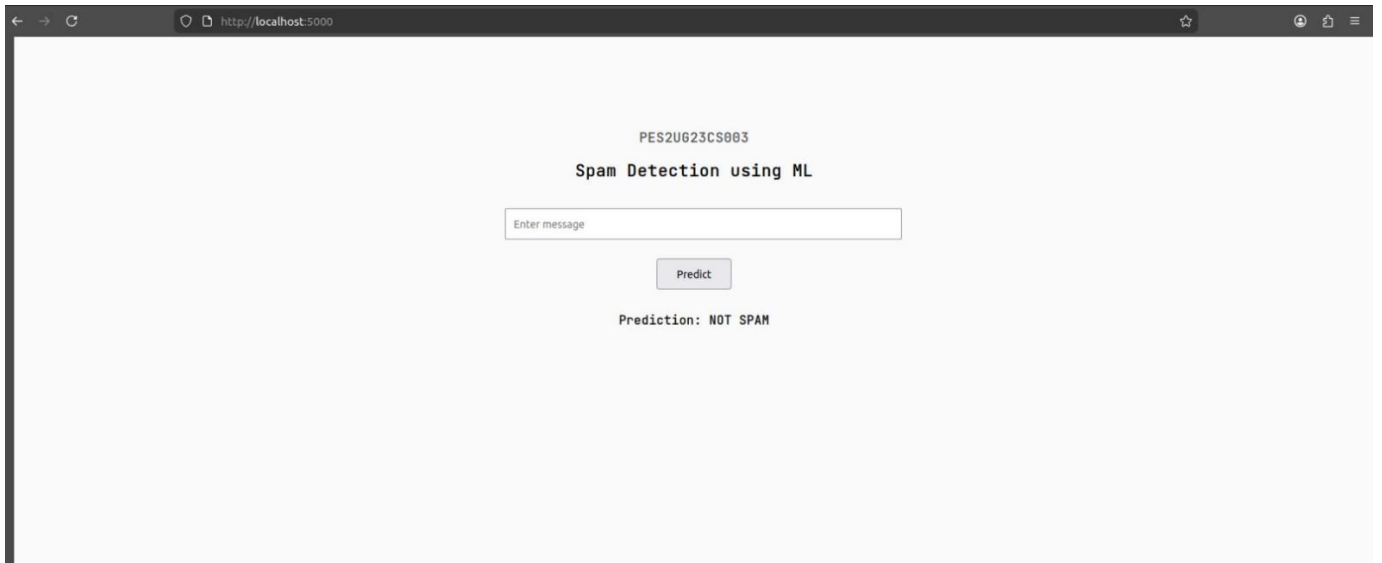 http://localhost:5000
PES2UG23CS003
Spam Detection using ML
Enter message
Predict
Prediction: NOT SPAM